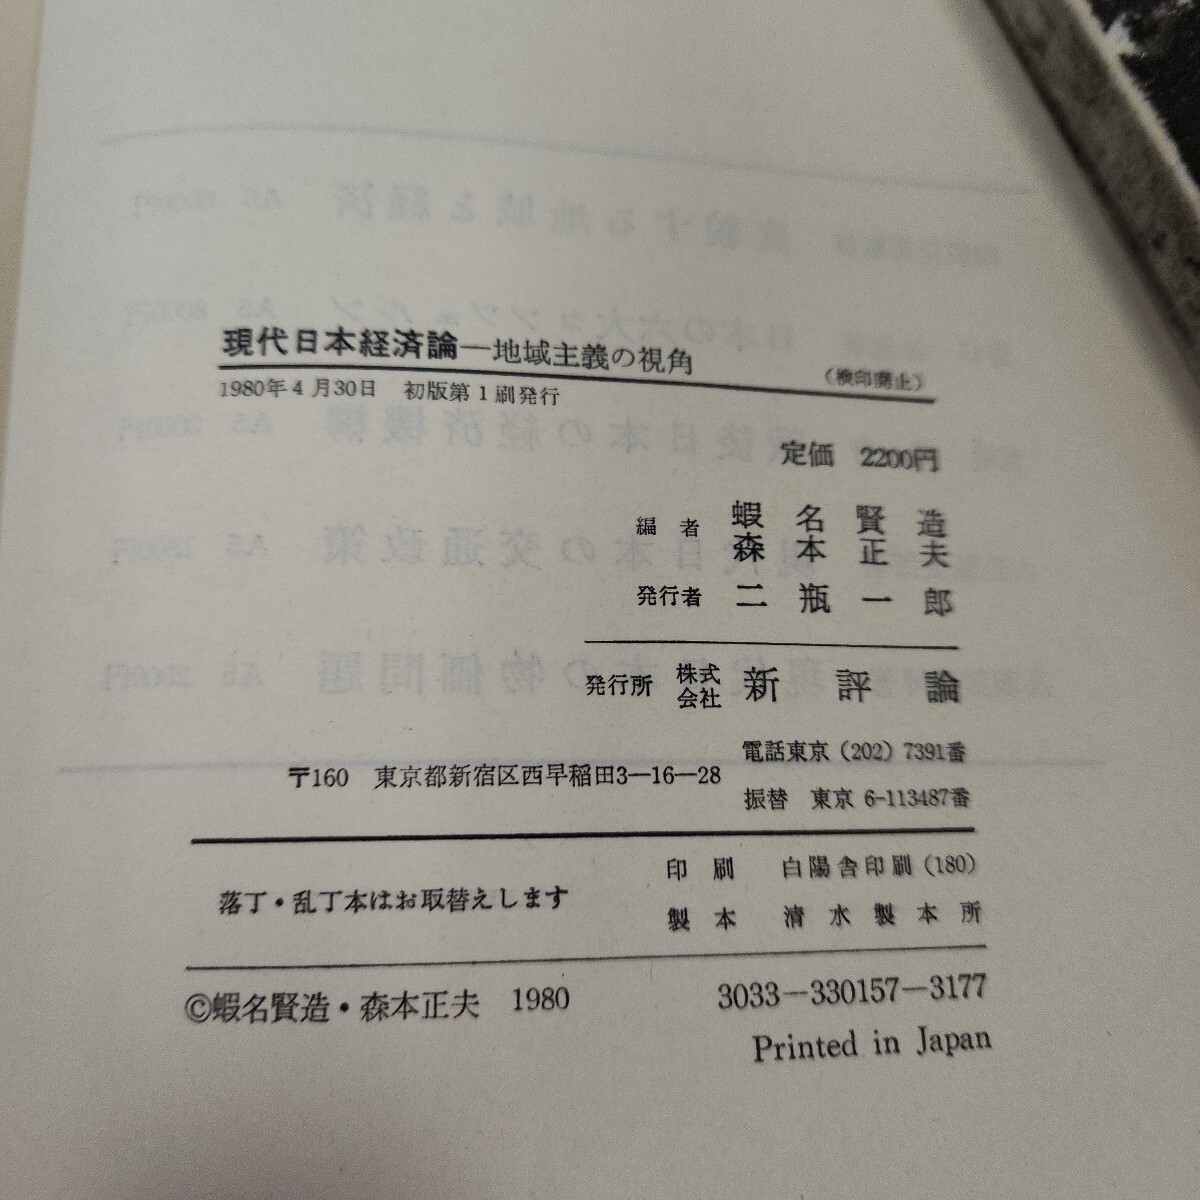 現代日本経済論―地域主義の視角
(検印廃止)
1980年4月30日 初版第1刷発行
定価 2200円
編者 蝦名賢造
森本正夫
発行者 二瓶一郎
発行所 株式会社 新評論
電話東京 (202) 7391番
〒160 東京都新宿区西早稲田3―16―28
振替 東京 6-113487番
印刷 白陽舎印刷 (180)
落丁・乱丁本はお取替えします
製本 清水製本所
©蝦名賢造・森本正夫 1980
3033―330157―3177
Printed in Japan